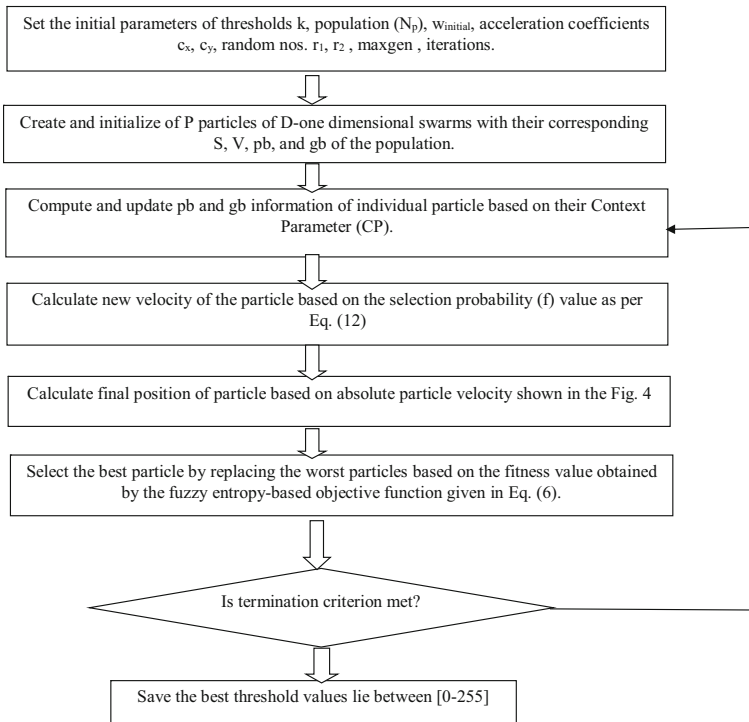 Set the initial parameters of thresholds k, population (Nₚ), w_initial, acceleration coefficients
cₓ, c_y, random nos. r₁, r₂ , maxgen , iterations.
Create and initialize of P particles of D-one dimensional swarms with their corresponding
S, V, pb, and gb of the population.
Compute and update pb and gb information of individual particle based on their Context
Parameter (CP).
Calculate new velocity of the particle based on the selection probability (f) value as per
Eq. (12)
Calculate final position of particle based on absolute particle velocity shown in the Fig. 4
Select the best particle by replacing the worst particles based on the fitness value obtained
by the fuzzy entropy-based objective function given in Eq. (6).
Is termination criterion met?
Save the best threshold values lie between [0-255]